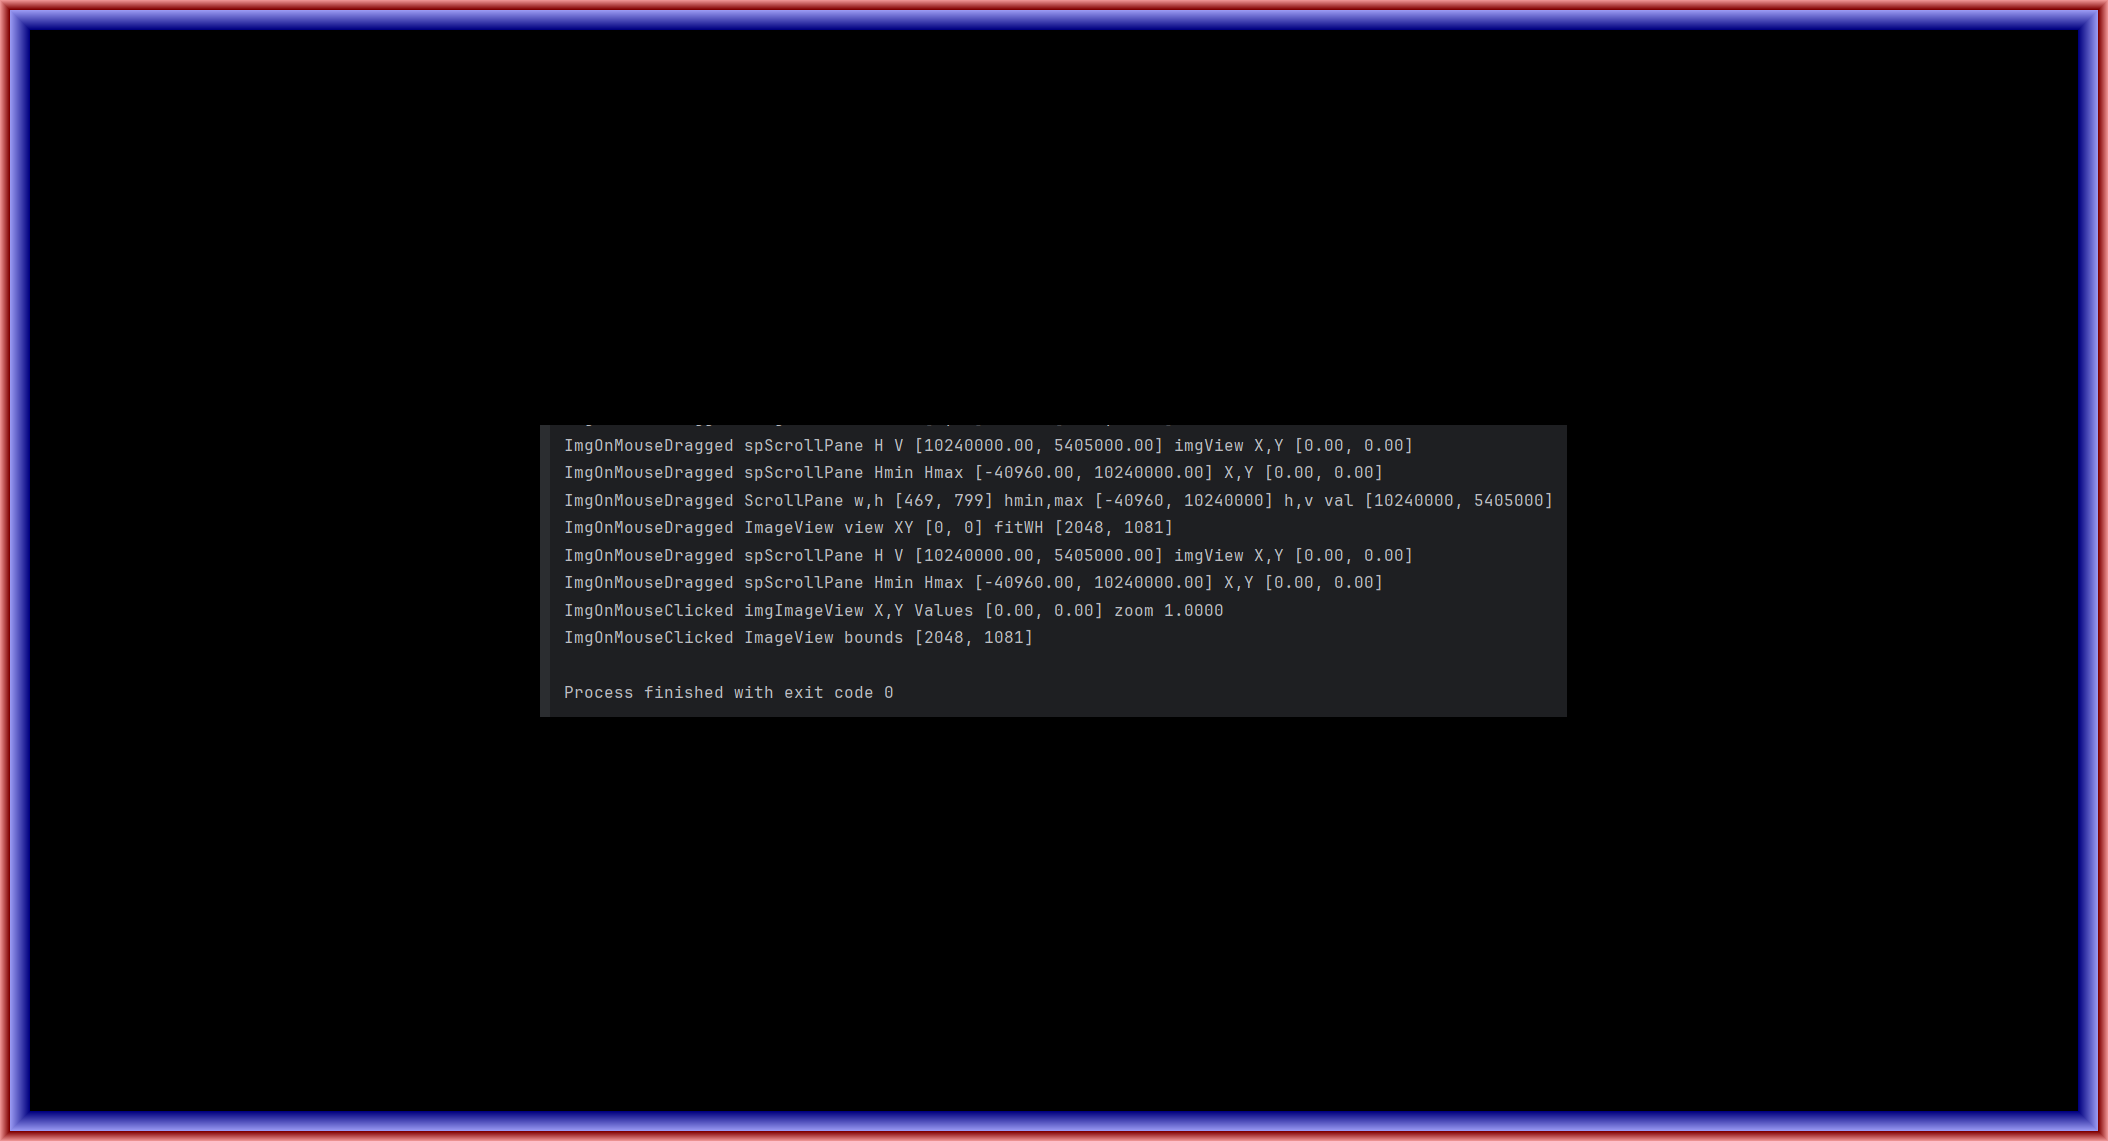 ImgOnMouseDragged spScrollPane H V [10240000.00, 5405000.00] imgView X,Y [0.00, 0.00]
ImgOnMouseDragged spScrollPane Hmin Hmax [-40960.00, 10240000.00] X,Y [0.00, 0.00]
ImgOnMouseDragged ScrollPane w,h [469, 799] hmin,max [-40960, 10240000] h,v val [10240000, 5405000]
ImgOnMouseDragged ImageView view XY [0, 0] fitWH [2048, 1081]
ImgOnMouseDragged spScrollPane H V [10240000.00, 5405000.00] imgView X,Y [0.00, 0.00]
ImgOnMouseDragged spScrollPane Hmin Hmax [-40960.00, 10240000.00] X,Y [0.00, 0.00]
ImgOnMouseClicked imgImageView X,Y Values [0.00, 0.00] zoom 1.0000
ImgOnMouseClicked ImageView bounds [2048, 1081]
Process finished with exit code 0